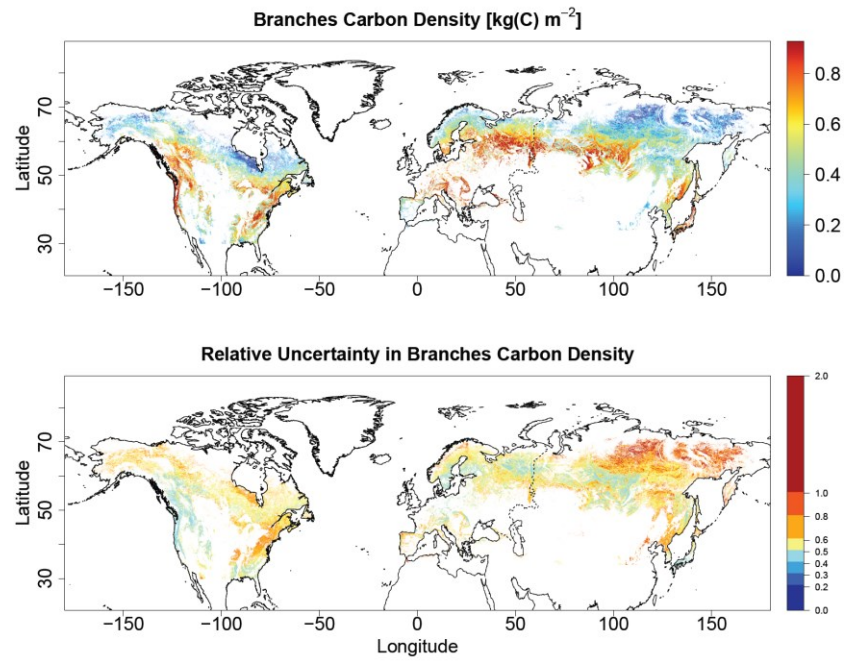 Branches Carbon Density [kg(C) m⁻²]
Latitude
70
50
30
−150 −100 −50 0 50 100 150
0.8
0.6
0.4
0.2
0.0
Relative Uncertainty in Branches Carbon Density
Latitude
70
50
30
−150 −100 −50 0 50 100 150
Longitude
2.0
1.0
0.8
0.6
0.5
0.4
0.3
0.2
0.0